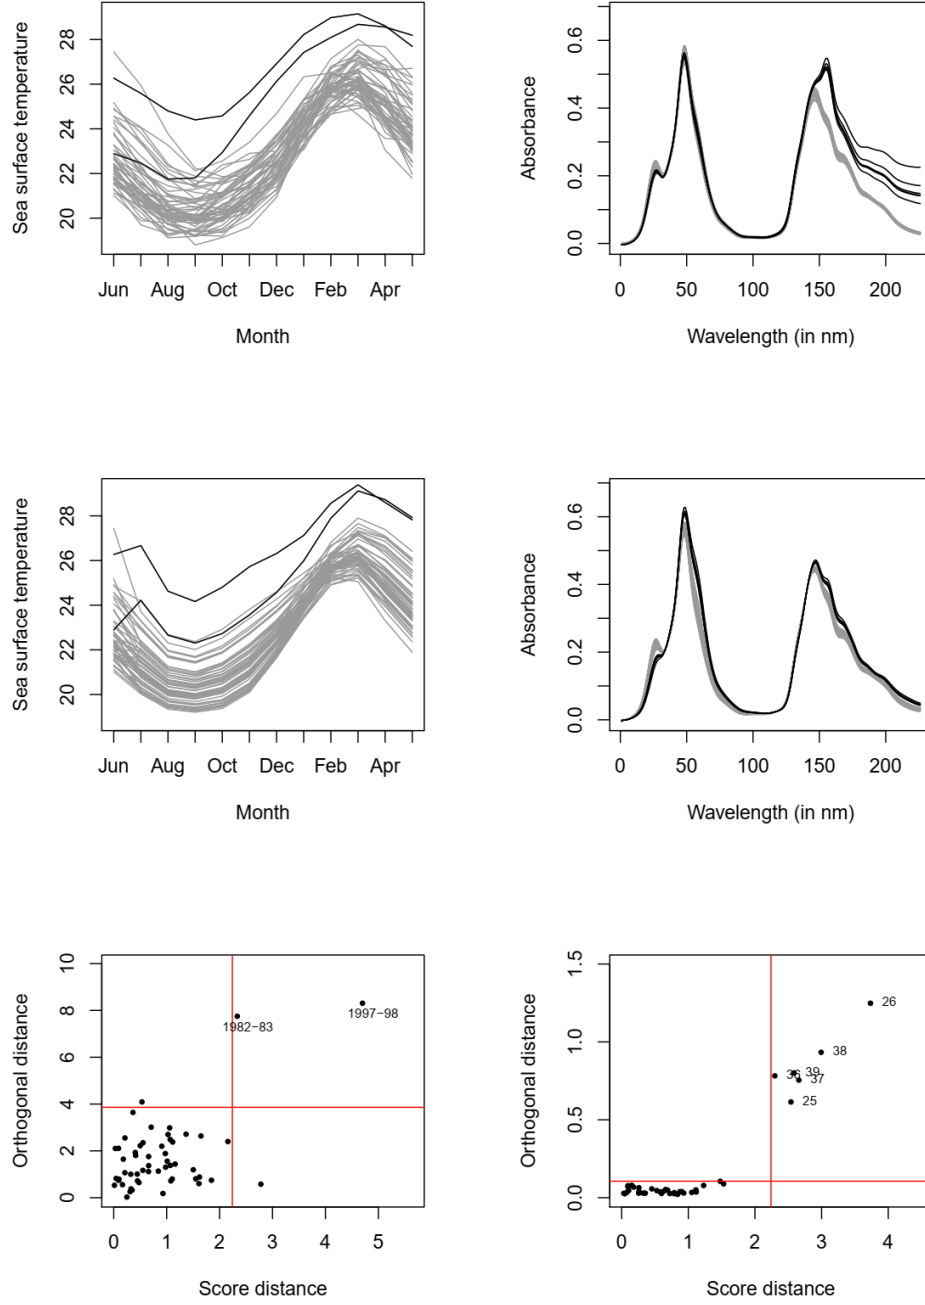 Sea surface temperature
28
26
24
22
20
Jun Aug Oct Dec Feb Apr
Month
Absorbance
0.6
0.4
0.2
0.0
0 50 100 150 200
Wavelength (in nm)
Sea surface temperature
28
26
24
22
20
Jun Aug Oct Dec Feb Apr
Month
Absorbance
0.6
0.4
0.2
0.0
0 50 100 150 200
Wavelength (in nm)
Orthogonal distance
10
8
6
4
2
0
1982−83
1997−98
0 1 2 3 4 5
Score distance
Orthogonal distance
1.5
1.0
0.5
0.0
26
38
36
39
37
25
0 1 2 3 4
Score distance